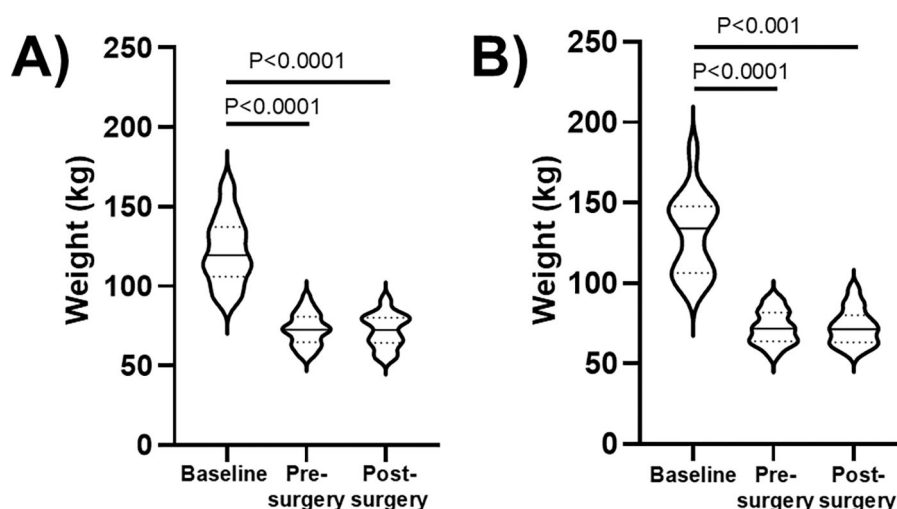 A)
250
200
150
100
50
0
Weight (kg)
P<0.0001
P<0.0001
Baseline
Pre-
surgery
Post-
surgery
B)
250
200
150
100
50
0
Weight (kg)
P<0.001
P<0.0001
Baseline
Pre-
surgery
Post-
surgery